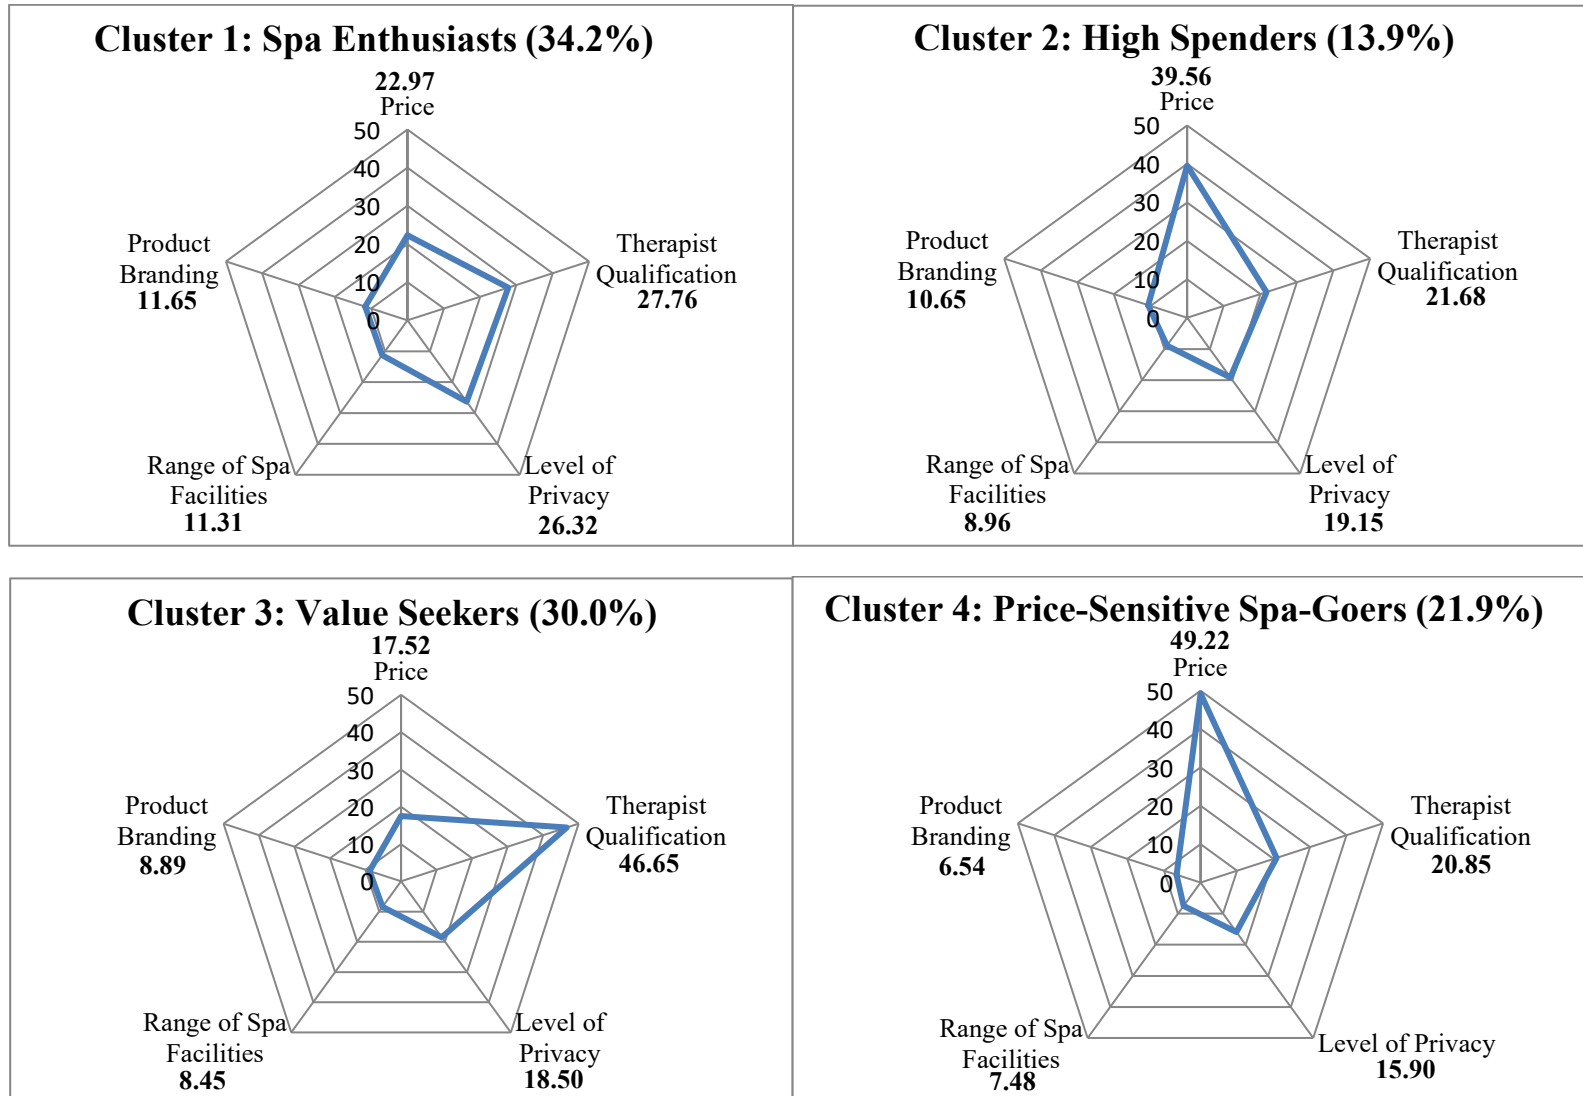 Cluster 1: Spa Enthusiasts (34.2%)
22.97
Price
50
40
30
20
10
0
Therapist
Qualification
27.76
Level of
Privacy
26.32
Range of Spa
Facilities
11.31
Product
Branding
11.65
Cluster 2: High Spenders (13.9%)
39.56
Price
50
40
30
20
10
0
Therapist
Qualification
21.68
Level of
Privacy
19.15
Range of Spa
Facilities
8.96
Product
Branding
10.65
Cluster 3: Value Seekers (30.0%)
17.52
Price
50
40
30
20
10
0
Therapist
Qualification
46.65
Level of
Privacy
18.50
Range of Spa
Facilities
8.45
Product
Branding
8.89
Cluster 4: Price-Sensitive Spa-Goers (21.9%)
49.22
Price
50
40
30
20
10
0
Therapist
Qualification
20.85
Level of Privacy
15.90
Range of Spa
Facilities
7.48
Product
Branding
6.54